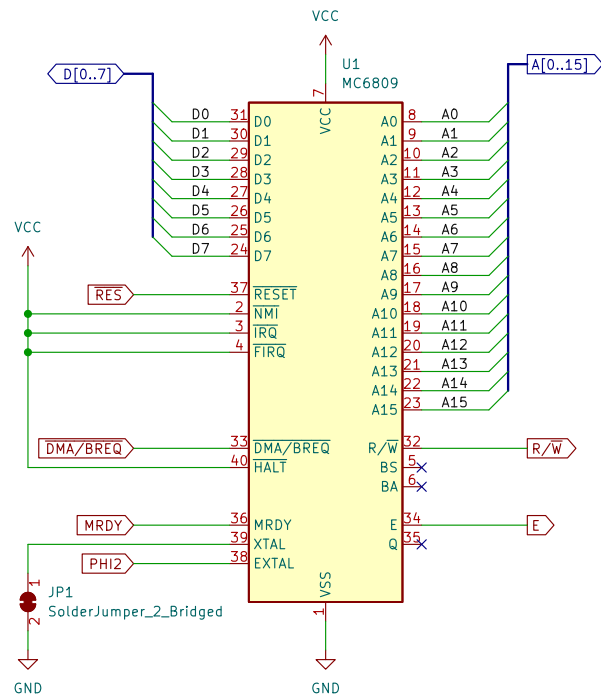 VCC
U1
MC6809
D[0..7]
A[0..15]
7
VCC
D0 31 D0 A0 8 A0
D1 30 D1 A1 9 A1
D2 29 D2 A2 10 A2
D3 28 D3 A3 11 A3
D4 27 D4 A4 12 A4
D5 26 D5 A5 13 A5
D6 25 D6 A6 14 A6
D7 24 D7 A7 15 A7
VCC
A8 16 A8
RES 37 RESET A9 17 A9
2 NMI A10 18 A10
3 IRQ A11 19 A11
4 FIRQ A12 20 A12
A13 21 A13
A14 22 A14
A15 23 A15
DMA/BREQ 33 DMA/BREQ R/W 32 R/W
40 HALT BS 5
BA 6
MRDY 36 MRDY E 34 E
39 XTAL Q 35
PHI2 38 EXTAL
1
JP1
SolderJumper_2_Bridged
2
VSS
1
GND
GND